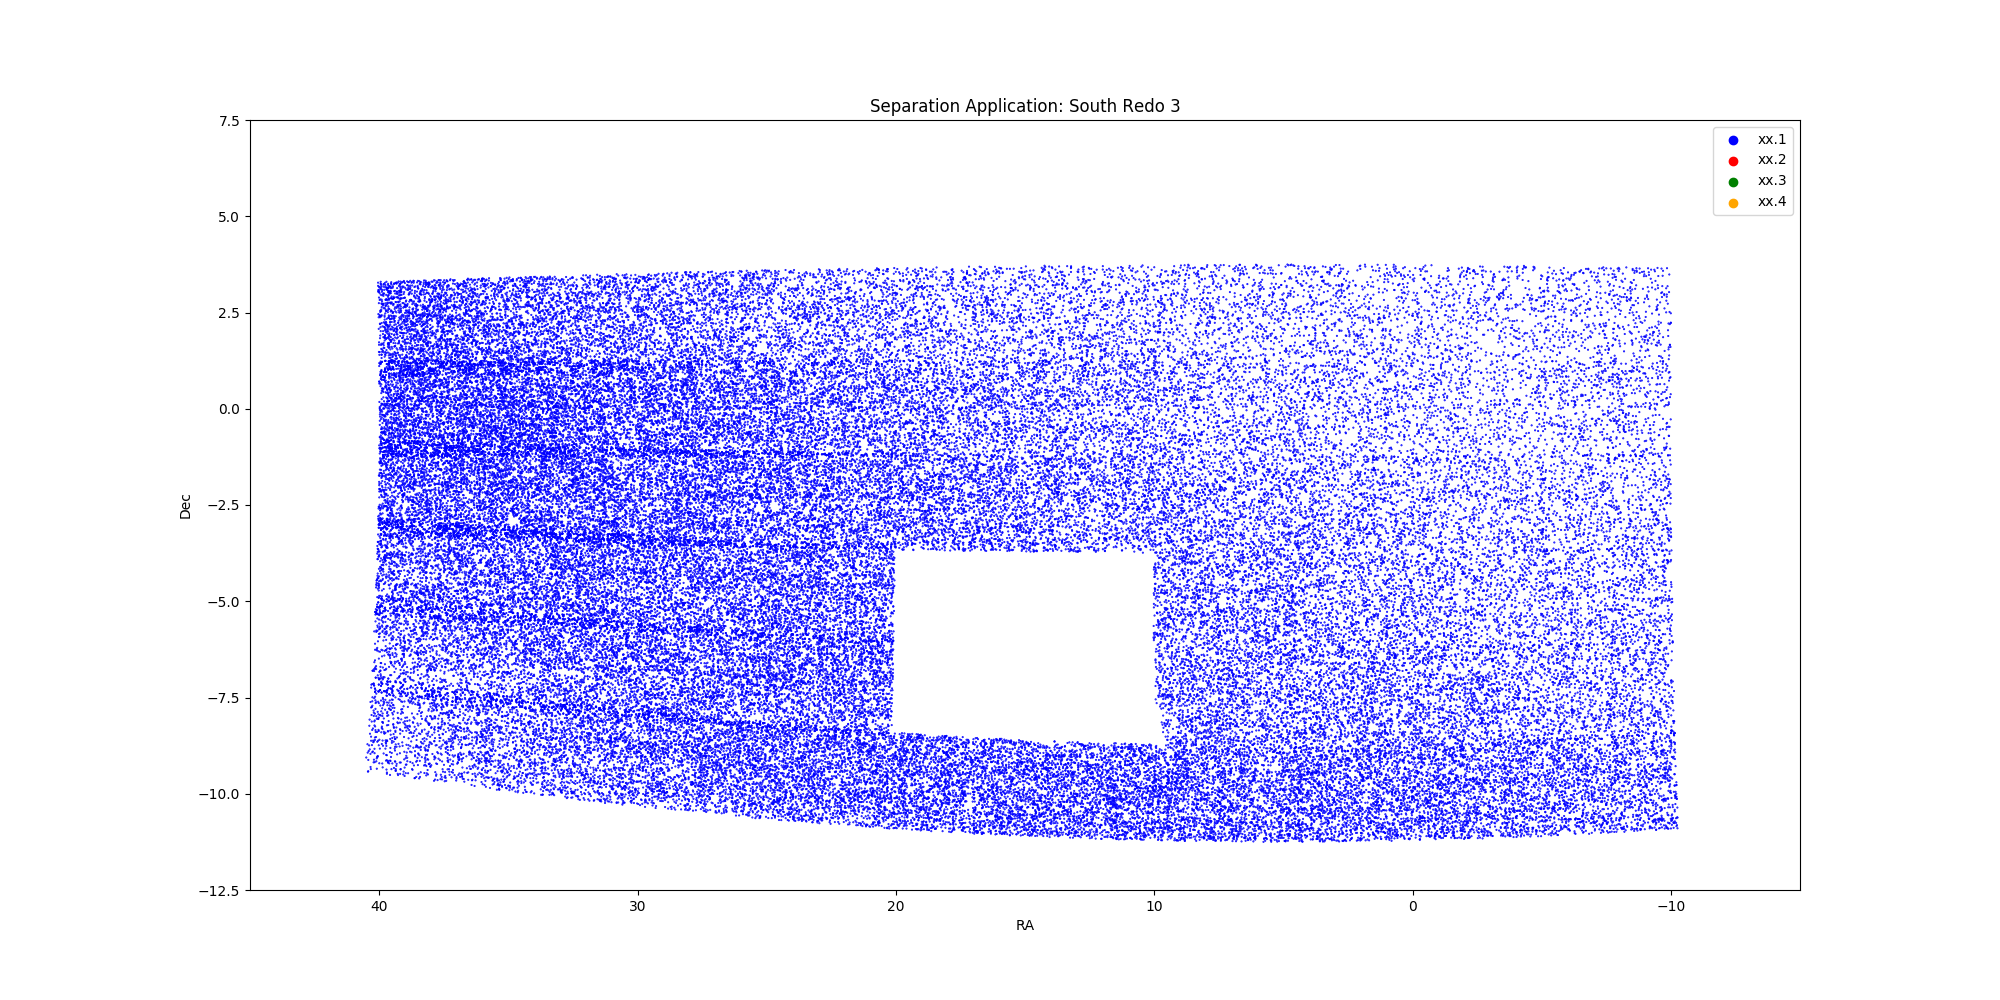 Separation Application: South Redo 3
7.5
5.0
2.5
0.0
−2.5
−5.0
−7.5
−10.0
−12.5
Dec
xx.1
xx.2
xx.3
xx.4
40
30
20
10
0
−10
RA